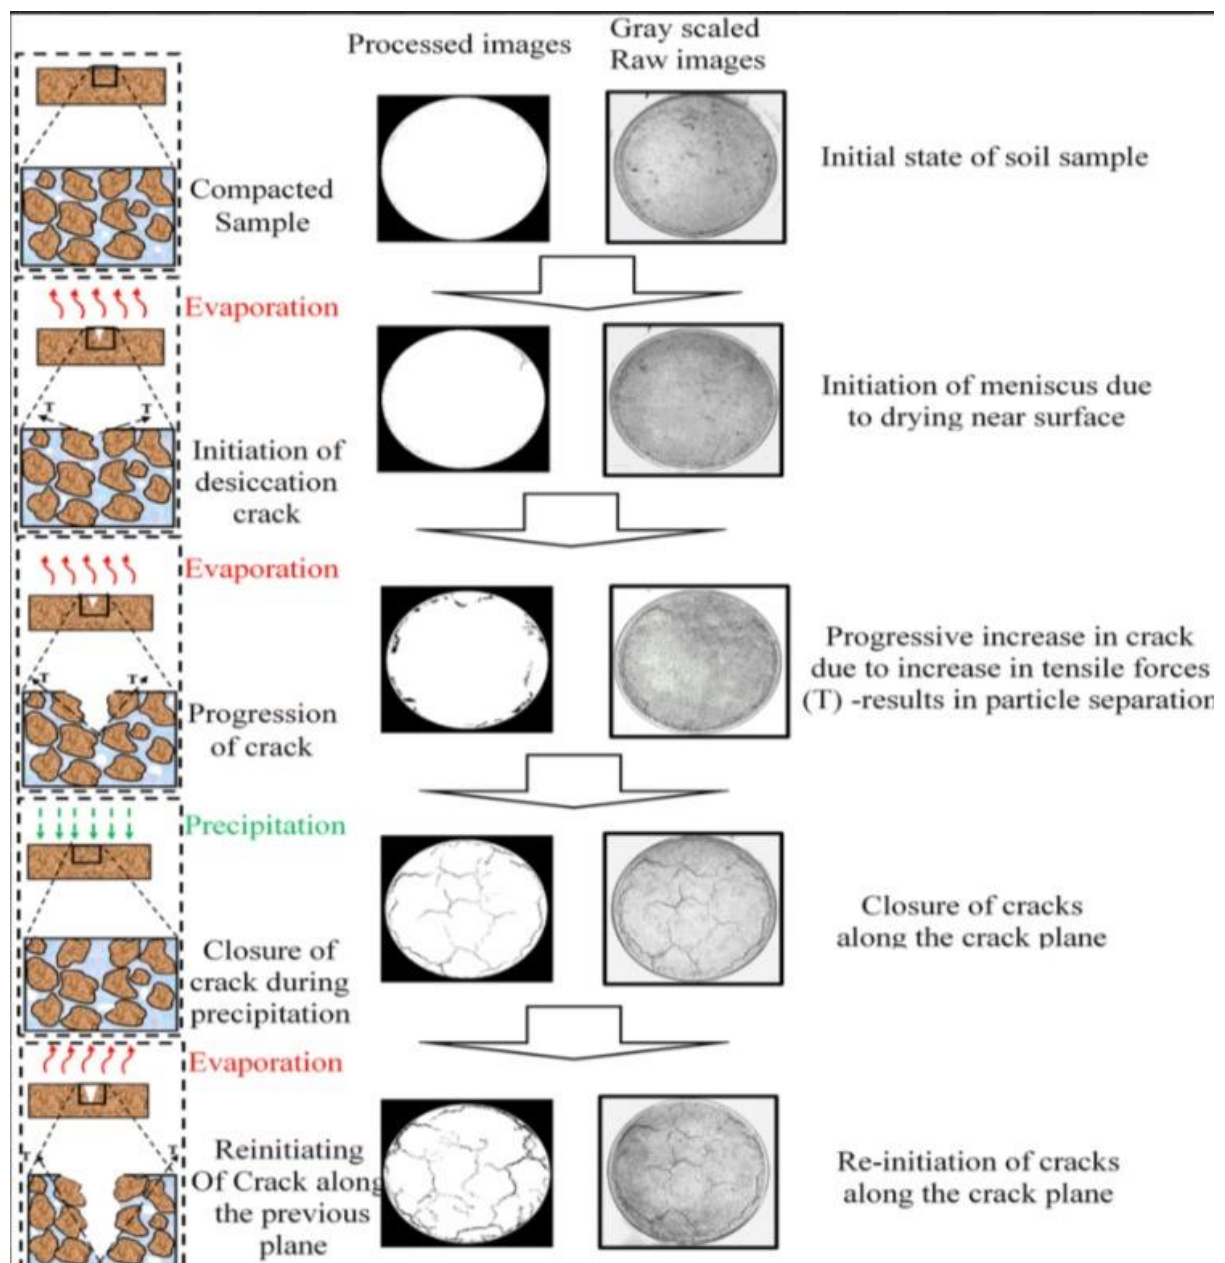 Processed images
Gray scaled
Raw images
Compacted
Sample
Initial state of soil sample
Evaporation
T
T
Initiation of
desiccation
crack
Initiation of meniscus due
to drying near surface
Evaporation
T
T
Progression
of crack
Progressive increase in crack
due to increase in tensile forces
(T) -results in particle separation
Precipitation
Closure of
crack during
precipitation
Closure of cracks
along the crack plane
Evaporation
T
T
Reinitiating
Of Crack along
the previous
plane
Re-initiation of cracks
along the crack plane